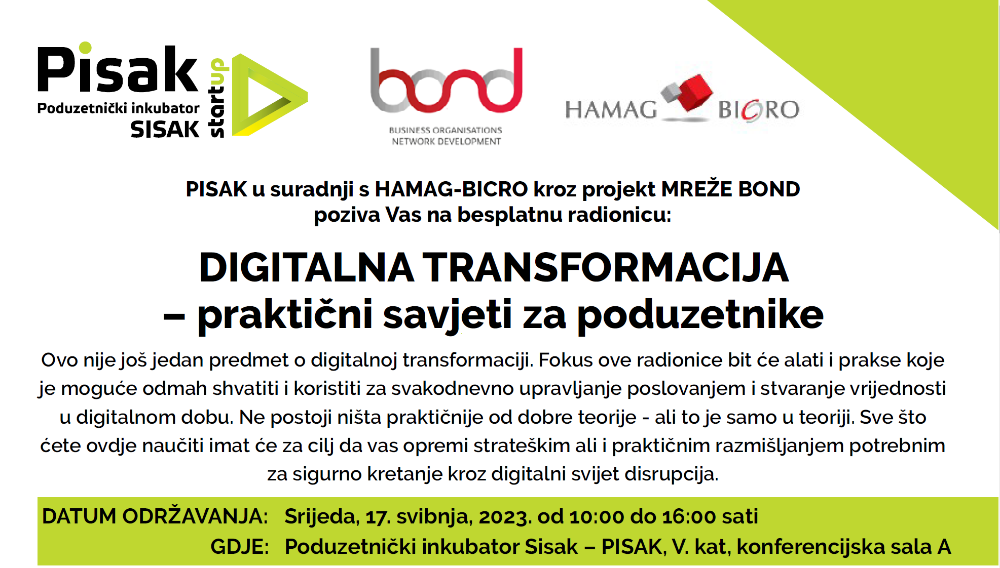 Pisak
Poduzetnički inkubator
SISAK
startup
bond
BUSINESS ORGANISATIONS
NETWORK DEVELOPMENT
HAMAG BICRO
PISAK u suradnji s HAMAG-BICRO kroz projekt MREŽE BOND
poziva Vas na besplatnu radionicu:
DIGITALNA TRANSFORMACIJA
– praktični savjeti za poduzetnike
Ovo nije još jedan predmet o digitalnoj transformaciji. Fokus ove radionice bit će alati i prakse koje
je moguće odmah shvatiti i koristiti za svakodnevno upravljanje poslovanjem i stvaranje vrijednosti
u digitalnom dobu. Ne postoji ništa praktičnije od dobre teorije - ali to je samo u teoriji. Sve što
ćete ovdje naučiti imat će za cilj da vas opremi strateškim ali i praktičnim razmišljanjem potrebnim
za sigurno kretanje kroz digitalni svijet disrupcija.
DATUM ODRŽAVANJA: Srijeda, 17. svibnja, 2023. od 10:00 do 16:00 sati
GDJE: Poduzetnički inkubator Sisak – PISAK, V. kat, konferencijska sala A